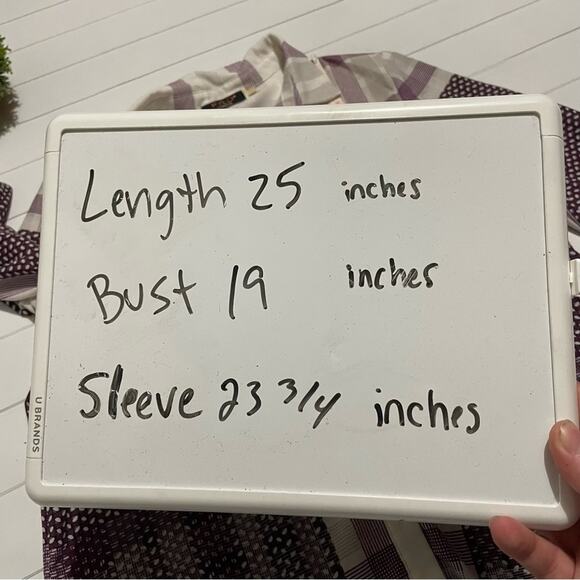 Length 25 inches
Bust 19 inches
Sleeve 23 3/4 inches
U BRANDS